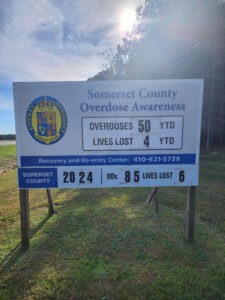 Somerset County
Overdose Awareness
OVERDOSES 50 YTD
LIVES LOST 4 YTD
Recovery and Re-entry Center: 410-621-5739
SOMERSET COUNTY 2024 ODs 85 LIVES LOST 6